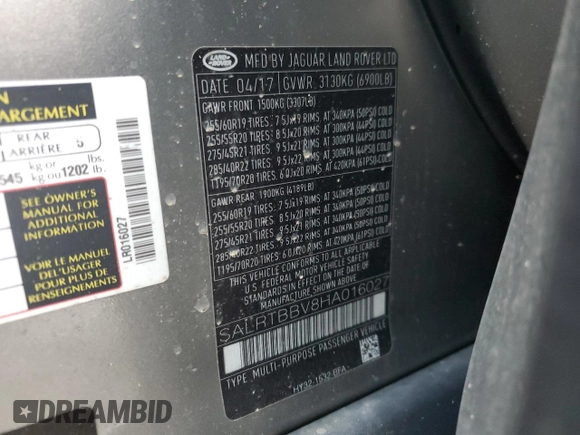 N
ARGEMENT
REAR
ARRIÈRE 5
545 kg or kg ou 1202 lbs. lb.
SEE OWNER'S
MANUAL FOR
ADDITIONAL
INFORMATION
VOIR LE MANUEL
DEL'USAGER
POUR PLUS DE
RENSEIGNEMENTS
LR016027
LAND ROVER
MFD BY JAGUAR LAND ROVER LTD
DATE 04/17 GVWR. 3130KG (6900LB)
GAWR FRONT 1500KG (3307LB)
255/60R19 TIRES: 7.5Jx19 RIMS AT 340KPA (50PSI) COLD
255/55R20 TIRES: 8.5Jx20 RIMS AT 300KPA (44PSI) COLD
275/45R21 TIRES: 9.5Jx21 RIMS AT 300KPA (44PSI) COLD
285/40R22 TIRES: 9.5Jx22 RIMS AT 300KPA (44PSI) COLD
T195/70R20 TIRES: 6.0Jx20 RIMS AT 420KPA (61PSI) COLD
GAWR REAR 1900KG (4189LB)
255/60R19 TIRES: 7.5Jx19 RIMS AT 340KPA (50PSI) COLD
255/55R20 TIRES: 8.5Jx20 RIMS AT 340KPA (50PSI) COLD
275/45R21 TIRES: 9.5Jx21 RIMS AT 340KPA (50PSI) COLD
285/40R22 TIRES: 9.5Jx22 RIMS AT 340KPA (50PSI) COLD
T195/70R20 TIRES: 6.0Jx20 RIMS AT 420KPA (61PSI) COLD
THIS VEHICLE CONFORMS TO ALL APPLICABLE
U.S. FEDERAL MOTOR VEHICLE SAFETY
STANDARDS IN EFFECT ON THE DATE OF
MANUFACTURE SHOWN ABOVE
SALRTBBV8HA016027
TYPE: MULTI-PURPOSE PASSENGER VEHICLE
HY32-1532-BFA
DREAMBID